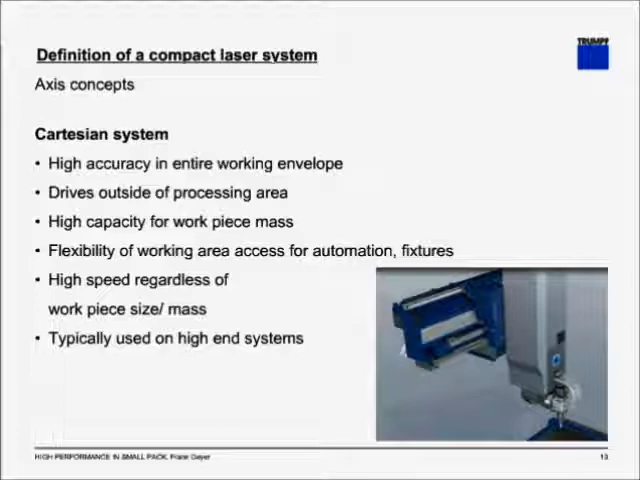 Definition of a compact laser system
TRUMPF
Axis concepts
Cartesian system
• High accuracy in entire working envelope
• Drives outside of processing area
• High capacity for work piece mass
• Flexibility of working area access for automation, fixtures
• High speed regardless of
work piece size/ mass
• Typically used on high end systems
HIGH PERFORMANCE IN SMALL PACK, Frank Geyer
13